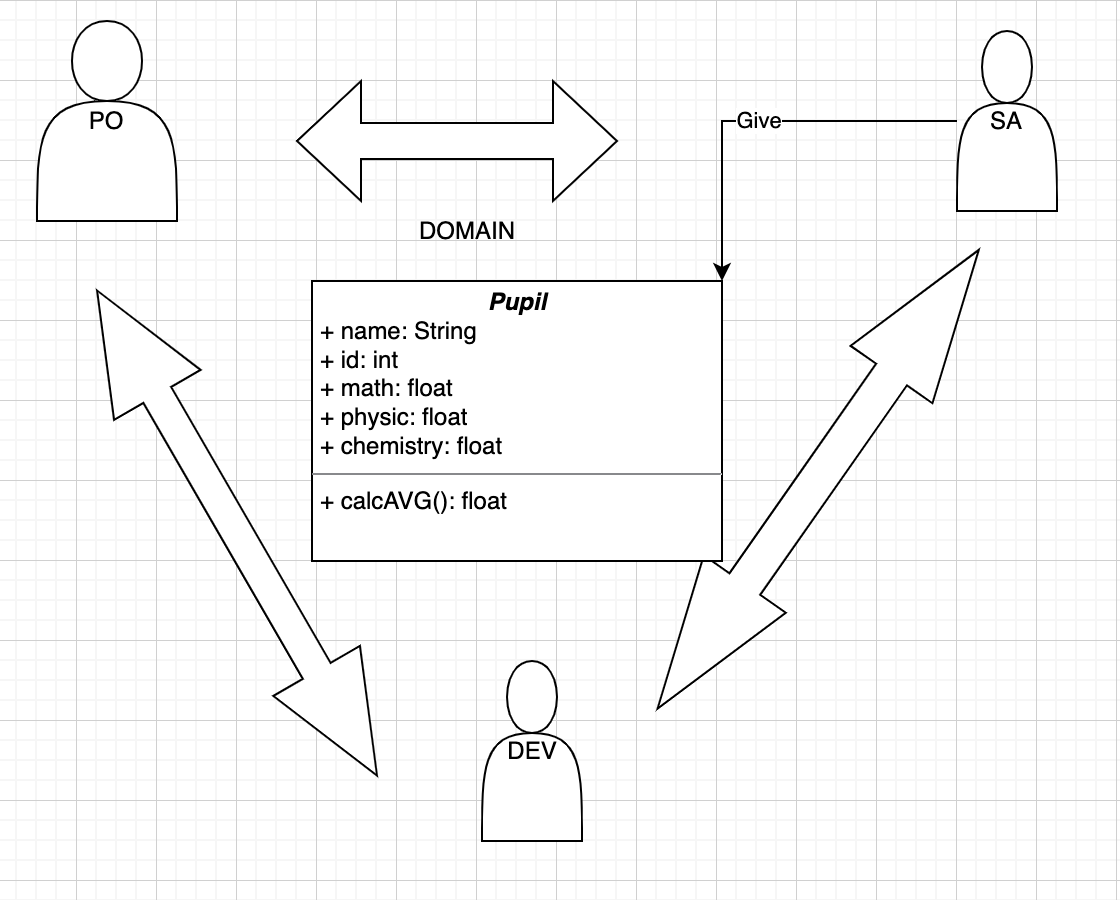 PO
SA
Give
DOMAIN
Pupil
+ name: String
+ id: int
+ math: float
+ physic: float
+ chemistry: float
+ calcAVG(): float
DEV